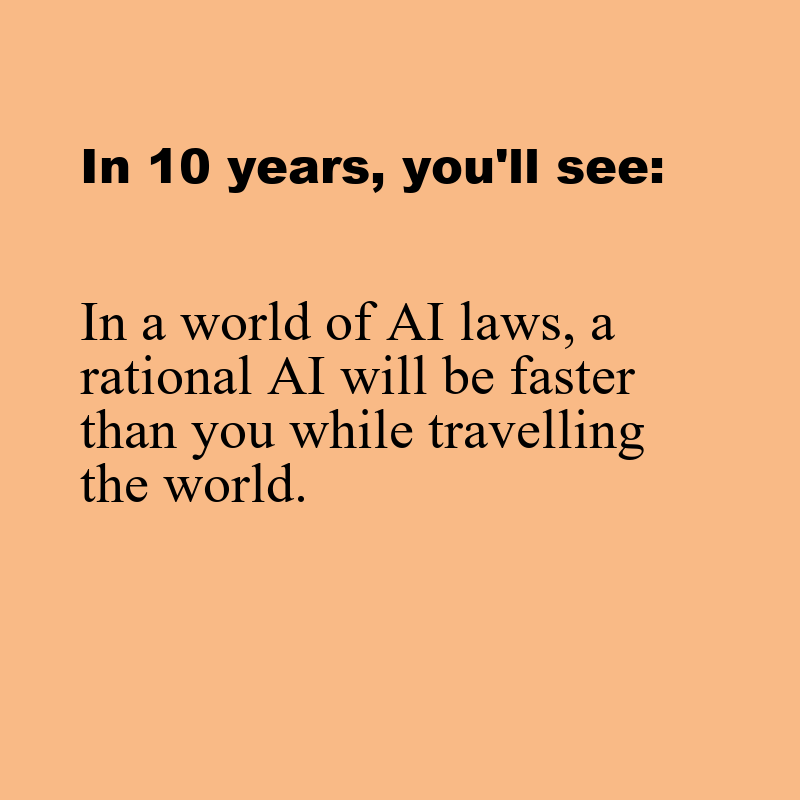 In 10 years, you'll see:
In a world of AI laws, a
rational AI will be faster
than you while travelling
the world.